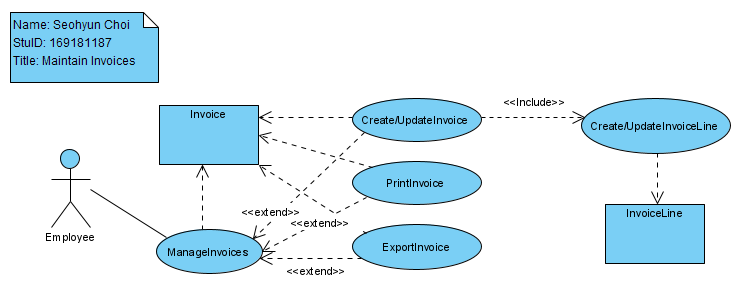 Name: Seohyun Choi
StuID: 169181187
Title: Maintain Invoices
<<Include>>
Invoice
Create/UpdateInvoice
Create/UpdateInvoiceLine
PrintInvoice
<<extend>>
<<extend>>
InvoiceLine
Employee
ManageInvoices
ExportInvoice
<<extend>>